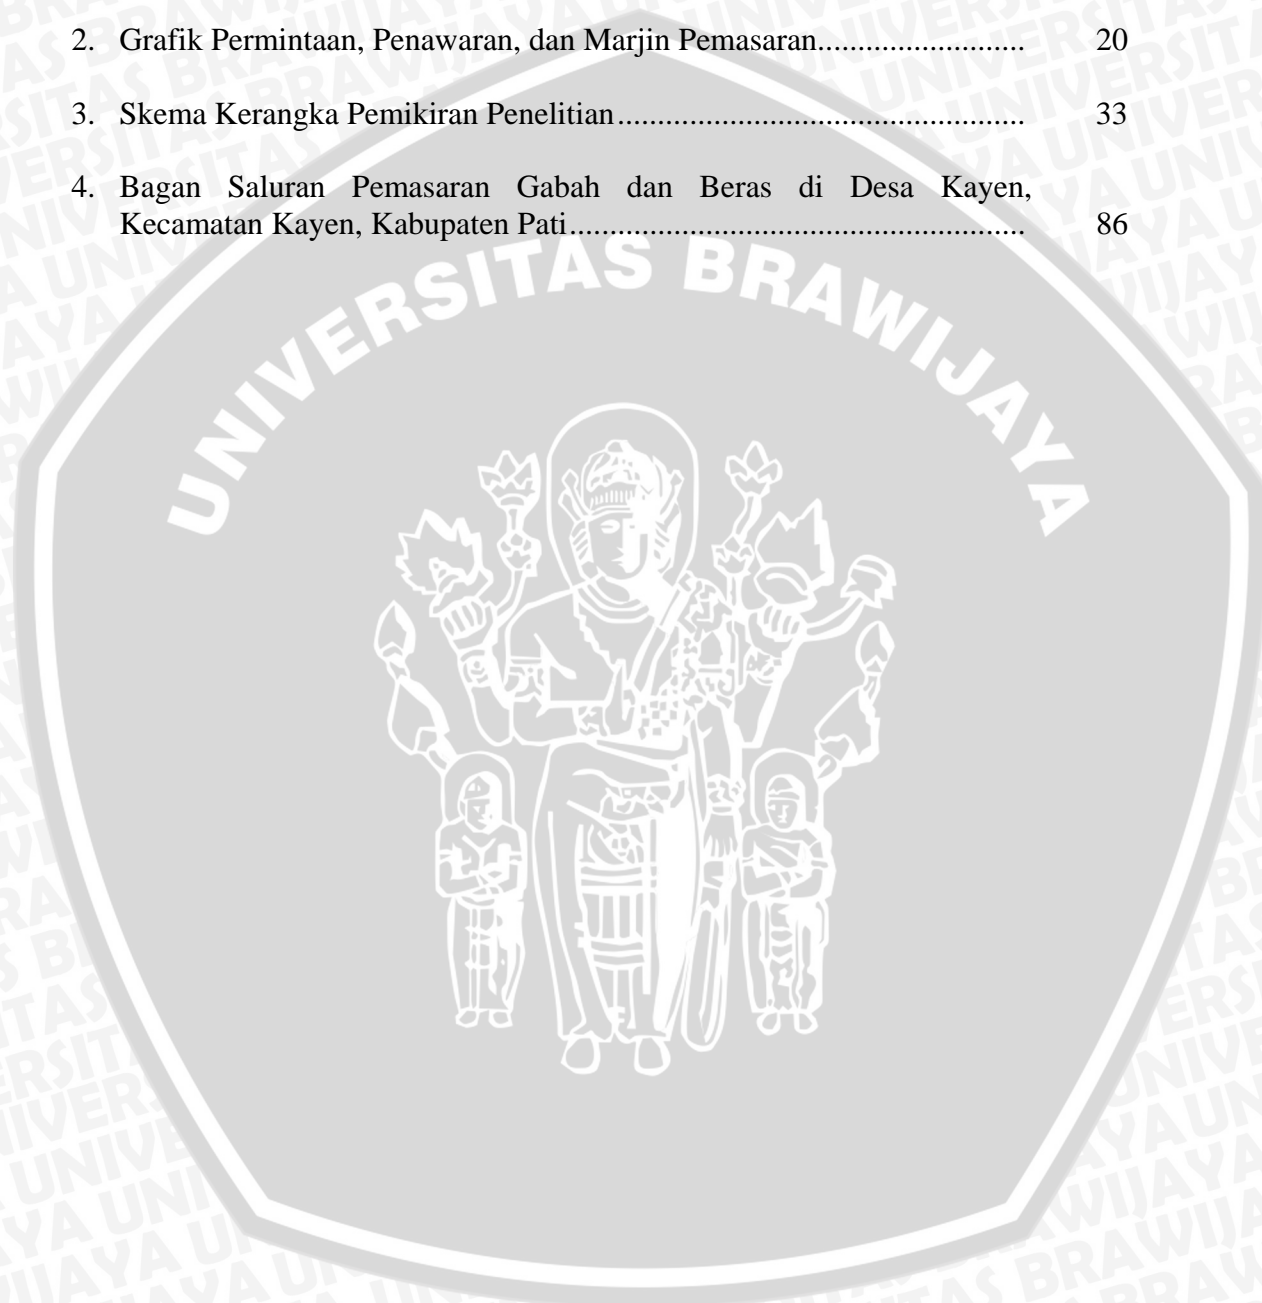 2. Grafik Permintaan, Penawaran, dan Marjin Pemasaran.......................... 20
3. Skema Kerangka Pemikiran Penelitian................................................... 33
4. Bagan Saluran Pemasaran Gabah dan Beras di Desa Kayen,
Kecamatan Kayen, Kabupaten Pati......................................................... 86
UNIVERSITAS BRAWIJAYA